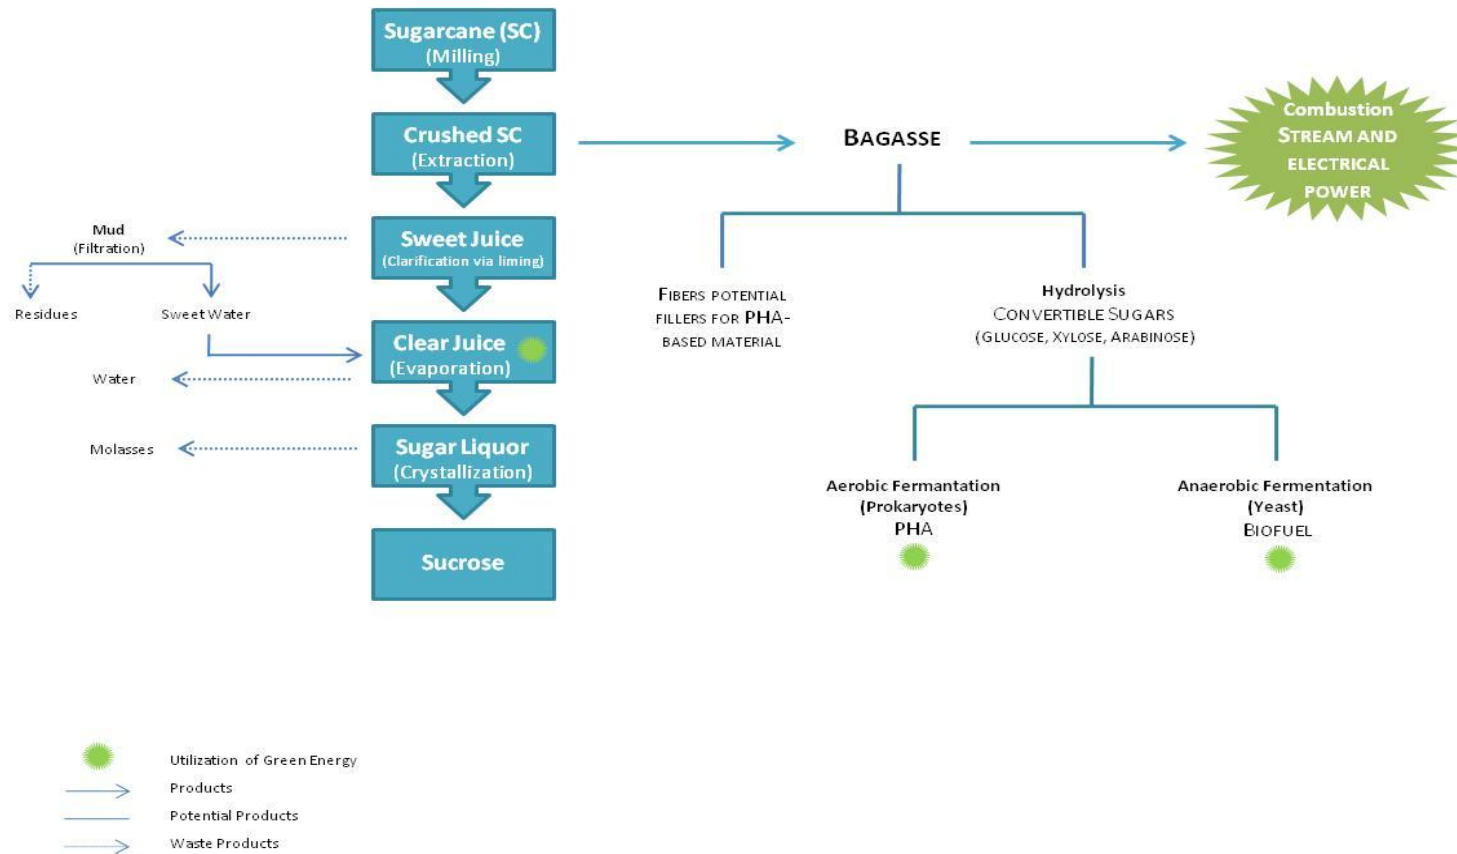 Sugarcane (SC)
(Milling)
Crushed SC
(Extraction)
BAGASSE
Combustion
STREAM AND
ELECTRICAL
POWER
Mud
(Filtration)
Sweet Juice
(Clarification via liming)
Residues
Sweet Water
FIBERS POTENTIAL
FILLERS FOR PHA-
BASED MATERIAL
Hydrolysis
CONVERTIBLE SUGARS
(GLUCOSE, XYLOSE, ARABINOSE)
Clear Juice
(Evaporation)
Water
Sugar Liquor
(Crystallization)
Molasses
Aerobic Fermantation
(Prokaryotes)
PHA
Anaerobic Fermentation
(Yeast)
BIOFUEL
Sucrose
Utilization of Green Energy
Products
Potential Products
Waste Products